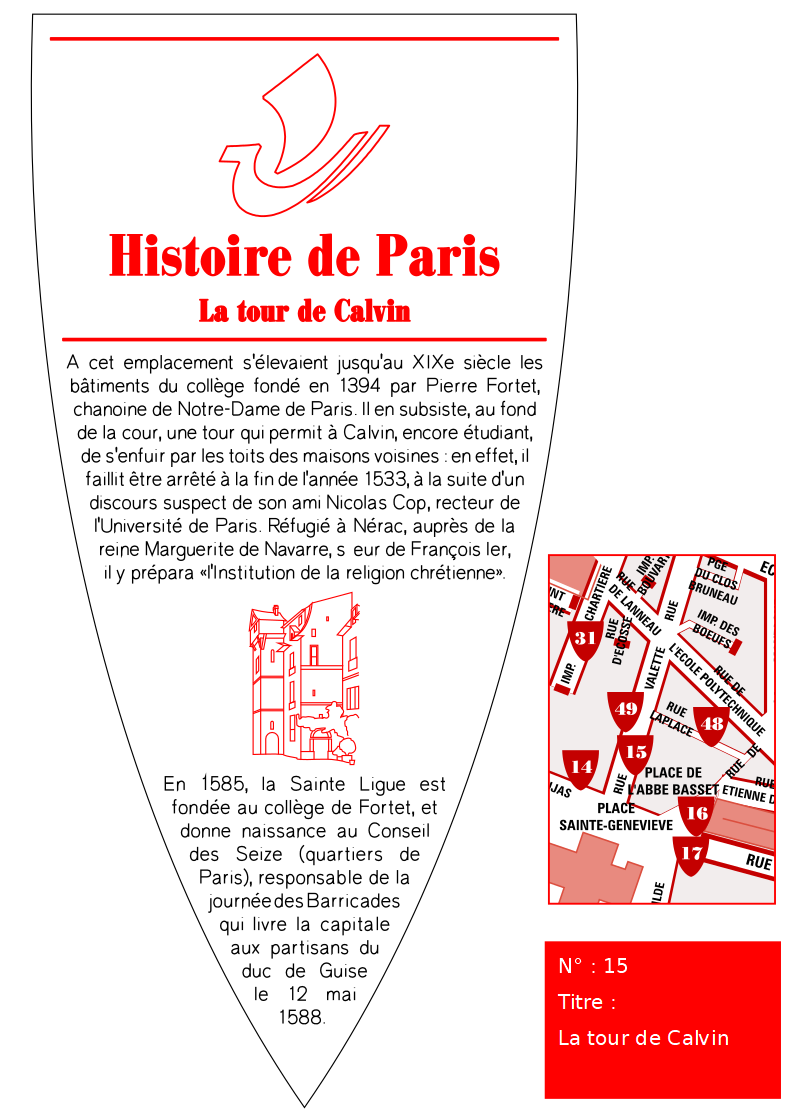 Histoire de Paris
La tour de Calvin
A cet emplacement s'élevaient jusqu'au XIXe siècle les
bâtiments du collège fondé en 1394 par Pierre Fortet,
chanoine de Notre-Dame de Paris. Il en subsiste, au fond
de la cour, une tour qui permit à Calvin, encore étudiant,
de s'enfuir par les toits des maisons voisines : en effet, il
faillit être arrêté à la fin de l'année 1533, à la suite d'un
discours suspect de son ami Nicolas Cop, recteur de
l'Université de Paris. Réfugié à Nérac, auprès de la
reine Marguerite de Navarre, s eur de François Ier,
il y prépara «l'Institution de la religion chrétienne».
En 1585, la Sainte Ligue est
fondée au collège de Fortet, et
donne naissance au Conseil
des Seize (quartiers de
Paris), responsable de la
journée des Barricades
qui livre la capitale
aux partisans du
duc de Guise
le 12 mai
1588.
PGE
DU CLOS
BRUNEAU
EC
IMP.
BOUVART
RUE
DE LANNEAU
CHARTIERE
INT
RE
RUE
IMP DES
BOEUFS
31
RUE
D'ECOSSE
IMP.
VALETTE
RUE DE
L'ECOLE POLYTECHNIQUE
49
RUE
LAPLACE
48
15
RUE DE
14
RUE
PLACE DE
L'ABBE BASSET
RUE
ETIENNE D
JAS
PLACE
SAINTE-GENEVIEVE
16
17
RUE
ILDE
N° : 15
Titre :
La tour de Calvin